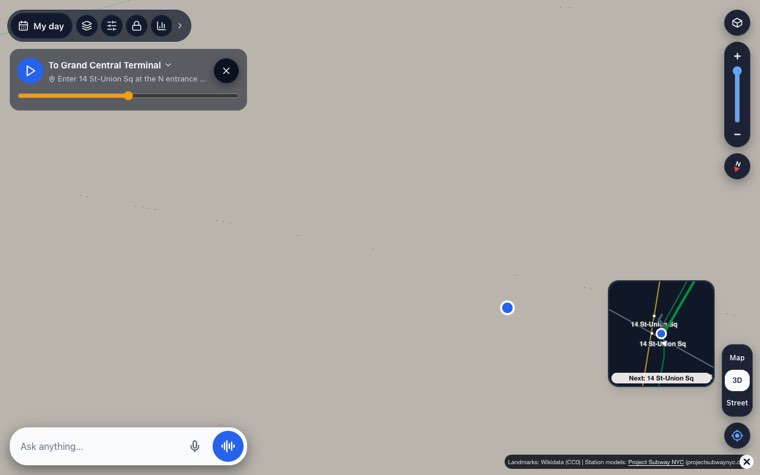 My day
To Grand Central Terminal
Enter 14 St-Union Sq at the N entrance ...
N
14 St-Union Sq
14 St-Union Sq
Next: 14 St-Union Sq
Map
3D
Street
Ask anything...
Landmarks: Wikidata (CC0) | Station models: Project Subway NYC (projectsubwaynyc.c